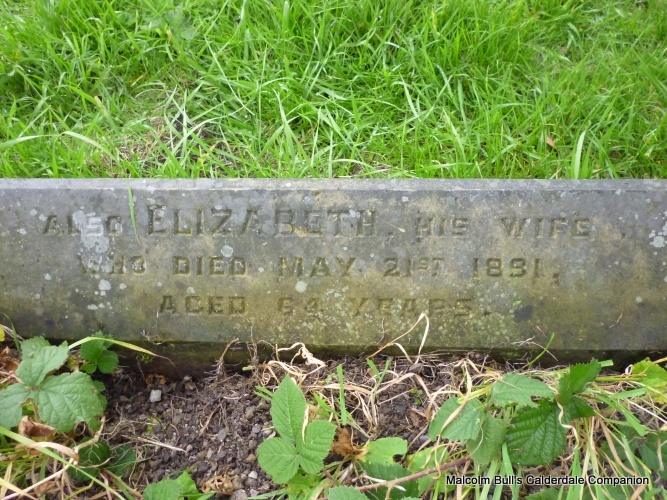 ALSO ELIZABETH, HIS WIFE,
WHO DIED MAY 21ST 1891,
AGED 64 YEARS.
Malcolm Bull's Calderdale Companion